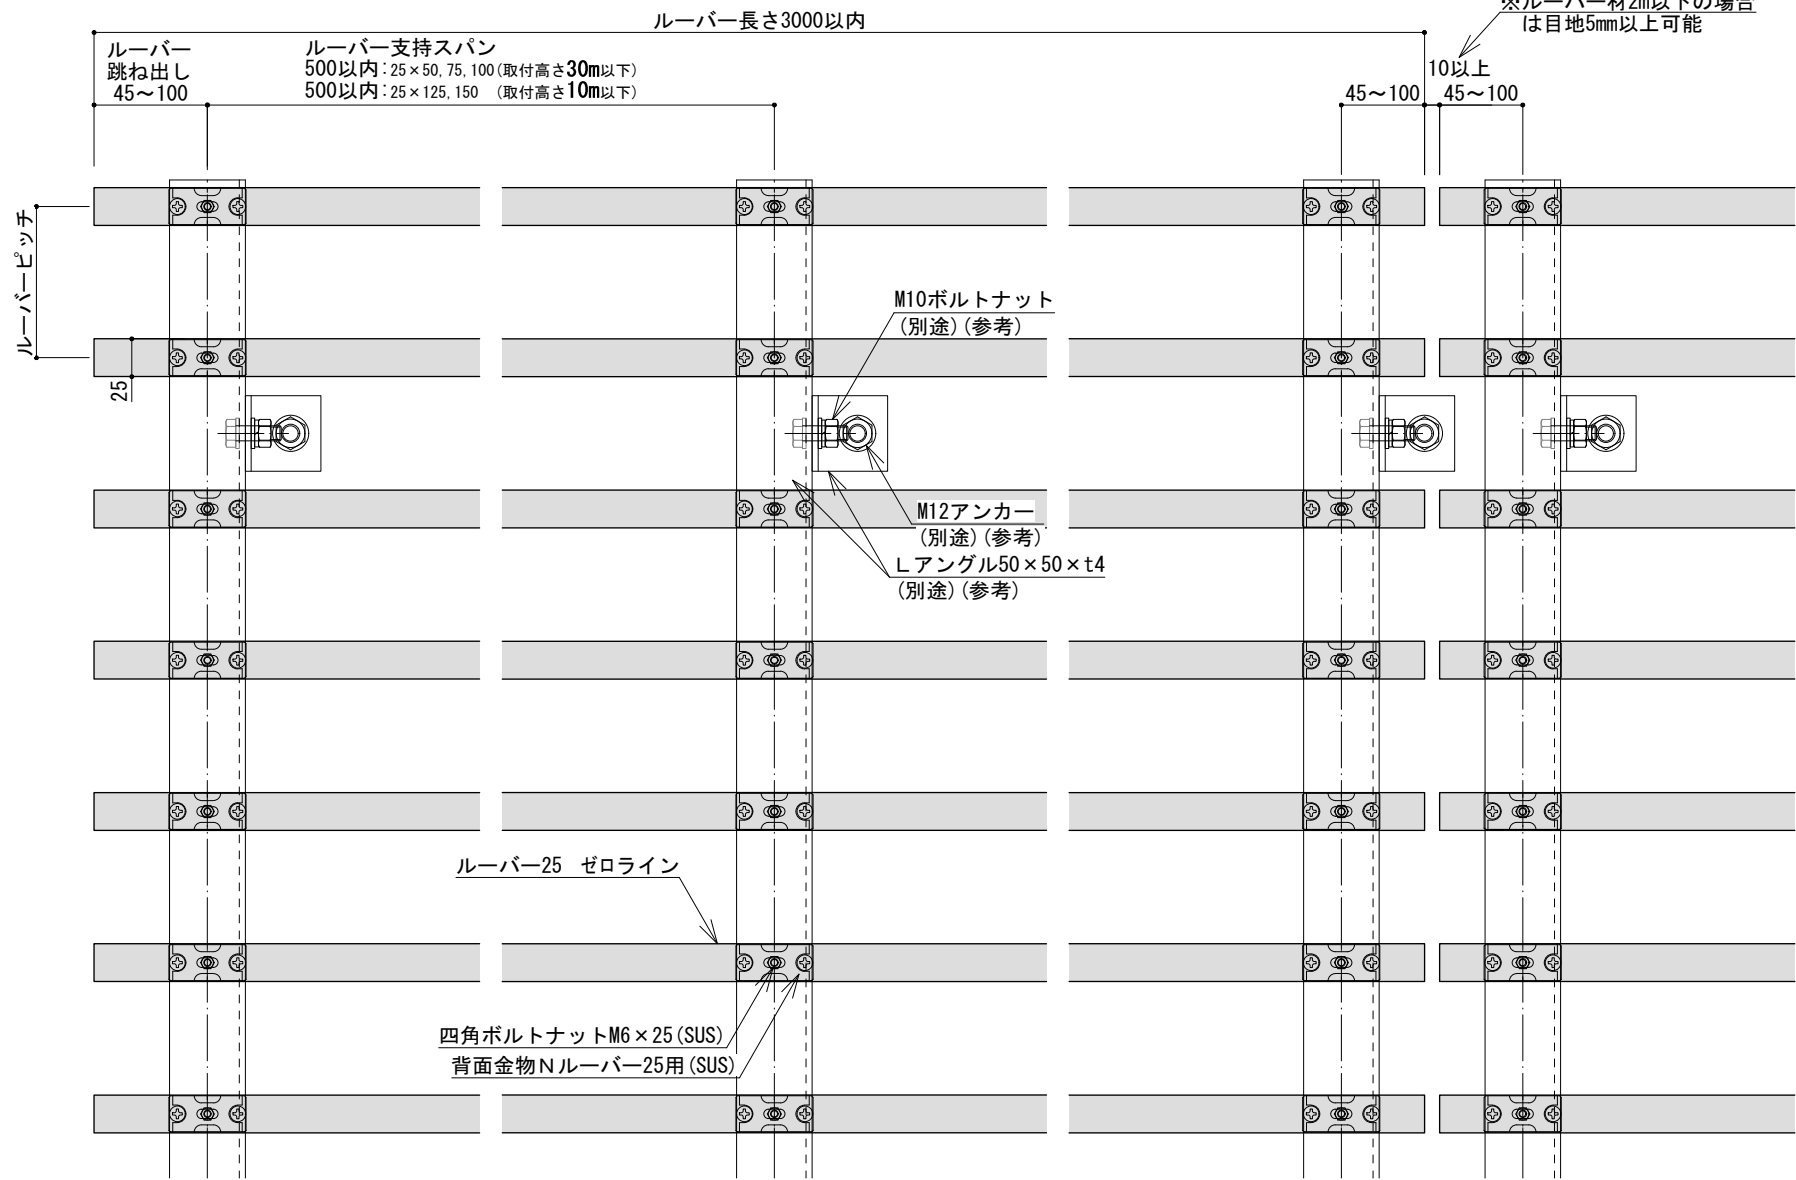 ルーバー長さ3000以内
※ルーバー材2m以下の場合
は目地5mm以上可能
ルーバー
跳ね出し
45～100
ルーバー支持スパン
500以内:25×50,75,100(取付高さ30m以下)
500以内:25×125,150 (取付高さ10m以下)
10以上
45～100
45～100
ルーバーピッチ
25
M10ボルトナット
(別途)(参考)
M12アンカー
(別途)(参考)
Lアングル50×50×t4
(別途)(参考)
ルーバー25 ゼロライン
四角ボルトナットM6×25(SUS)
背面金物Nルーバー25用(SUS)